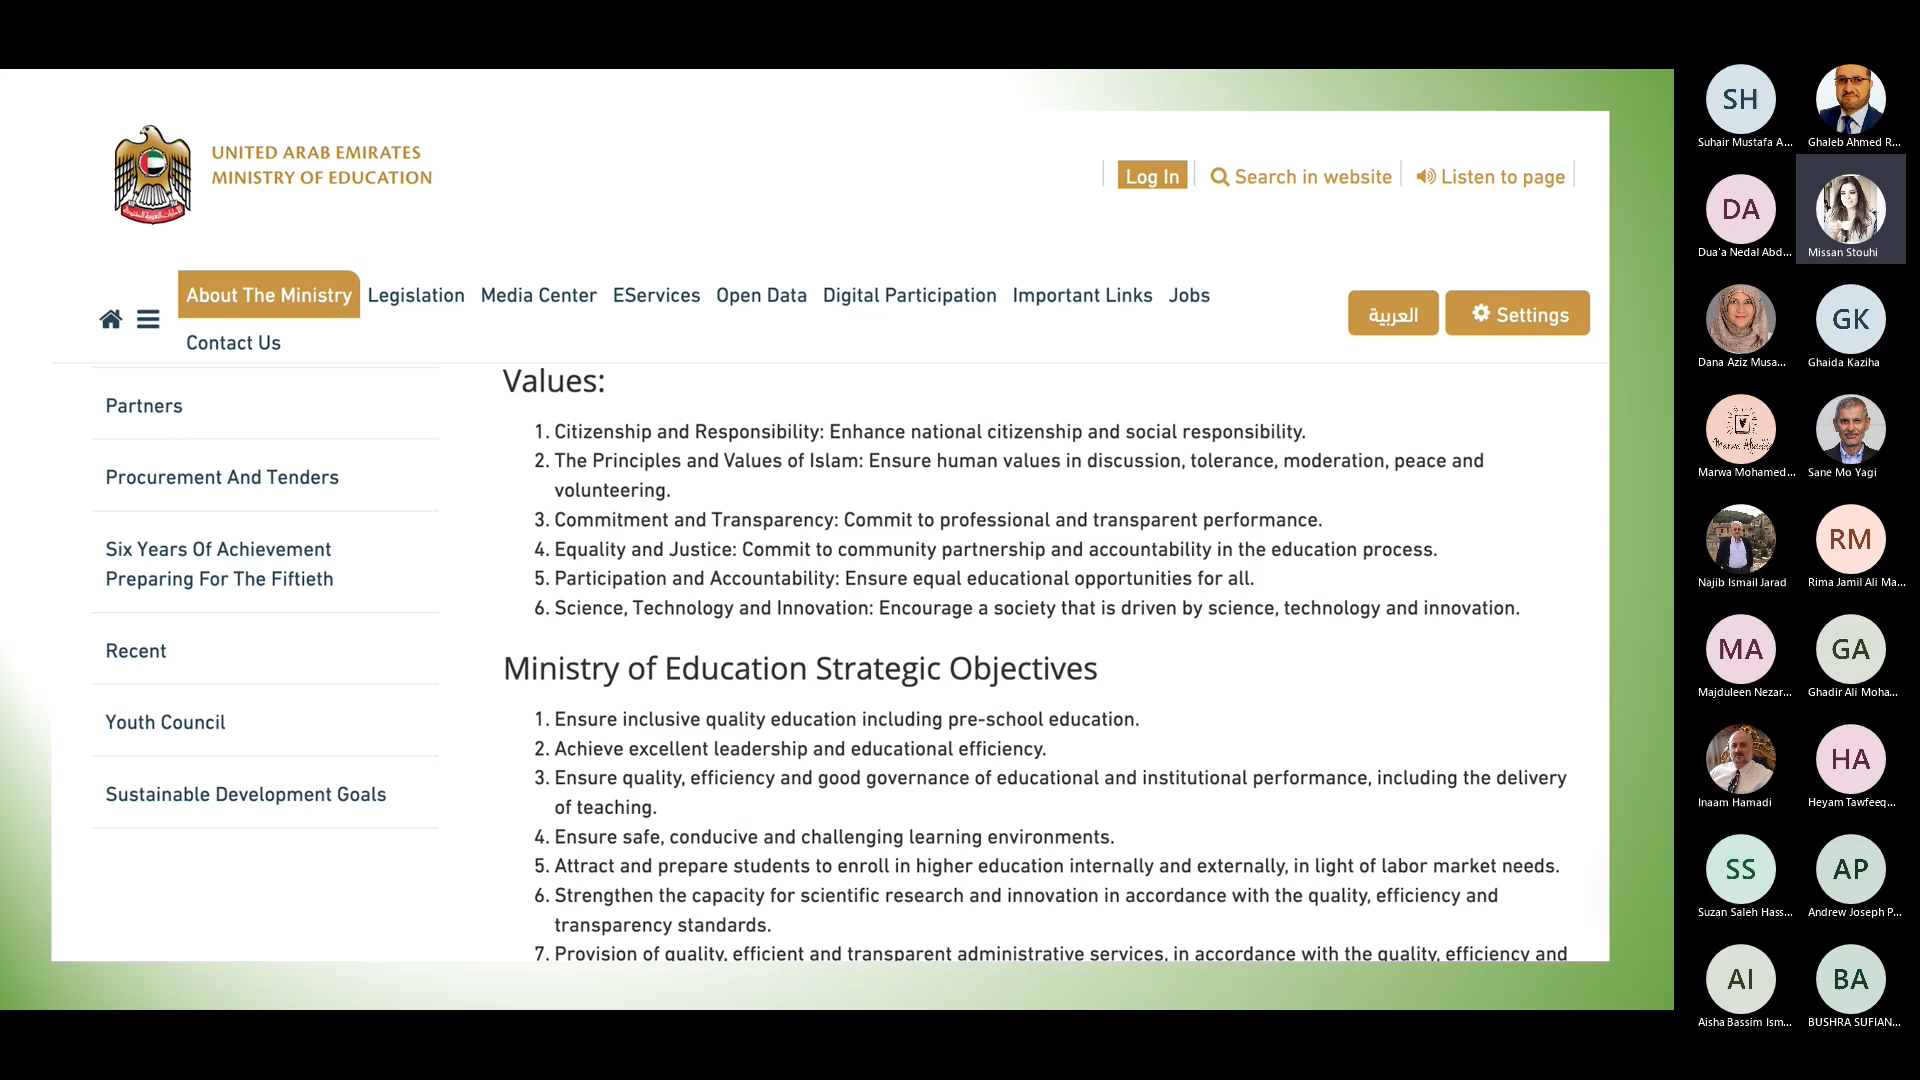 UNITED ARAB EMIRATES
MINISTRY OF EDUCATION
Log In
Search in website
Listen to page
About The Ministry
Legislation
Media Center
EServices
Open Data
Digital Participation
Important Links
Jobs
Contact Us
العربية
Settings
Partners
Procurement And Tenders
Six Years Of Achievement
Preparing For The Fiftieth
Recent
Youth Council
Sustainable Development Goals
Values:
1. Citizenship and Responsibility: Enhance national citizenship and social responsibility.
2. The Principles and Values of Islam: Ensure human values in discussion, tolerance, moderation, peace and
volunteering.
3. Commitment and Transparency: Commit to professional and transparent performance.
4. Equality and Justice: Commit to community partnership and accountability in the education process.
5. Participation and Accountability: Ensure equal educational opportunities for all.
6. Science, Technology and Innovation: Encourage a society that is driven by science, technology and innovation.
Ministry of Education Strategic Objectives
1. Ensure inclusive quality education including pre-school education.
2. Achieve excellent leadership and educational efficiency.
3. Ensure quality, efficiency and good governance of educational and institutional performance, including the delivery
of teaching.
4. Ensure safe, conducive and challenging learning environments.
5. Attract and prepare students to enroll in higher education internally and externally, in light of labor market needs.
6. Strengthen the capacity for scientific research and innovation in accordance with the quality, efficiency and
transparency standards.
7. Provision of quality, efficient and transparent administrative services, in accordance with the quality, efficiency and
SH
Suhair Mustafa A...
Ghaleb Ahmed R...
DA
Dua'a Nedal Abd...
Missan Stouhi
Dana Aziz Musa...
GK
Ghaida Kaziha
Marwa Mohamed...
Sane Mo Yagi
Najib Ismail Jarad
RM
Rima Jamil Ali Ma...
MA
Majduleen Nezar...
GA
Ghadir Ali Moha...
Inaam Hamadi
HA
Heyam Tawfeeq...
SS
Suzan Saleh Hass...
AP
Andrew Joseph P...
AI
Aisha Bassim Ism...
BA
BUSHRA SUFIAN...